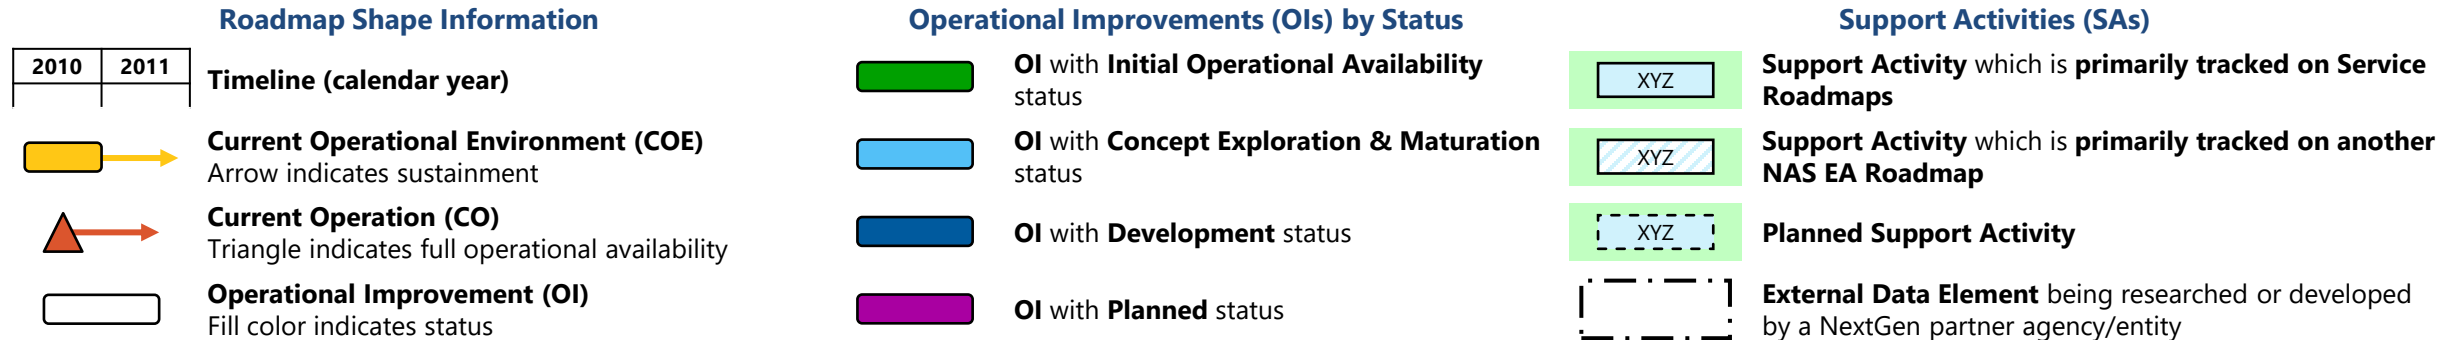 Roadmap Shape Information
2010 2011
Timeline (calendar year)
Current Operational Environment (COE)
Arrow indicates sustainment
Current Operation (CO)
Triangle indicates full operational availability
Operational Improvement (OI)
Fill color indicates status
Operational Improvements (OIs) by Status
OI with Initial Operational Availability
status
OI with Concept Exploration & Maturation
status
OI with Development status
OI with Planned status
Support Activities (SAs)
XYZ
Support Activity which is primarily tracked on Service
Roadmaps
XYZ
Support Activity which is primarily tracked on another
NAS EA Roadmap
XYZ
Planned Support Activity
External Data Element being researched or developed
by a NextGen partner agency/entity